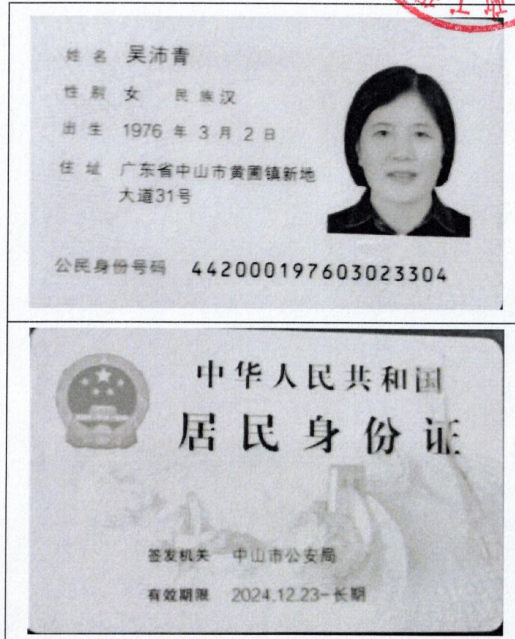 姓名 吴沛青
性别 女 民族汉
出生 1976 年 3 月 2 日
住址 广东省中山市黄圃镇新地
大道31号
公民身份号码 442000197603023304
中华人民共和国
居民身份证
签发机关 中山市公安局
有效期限 2024.12.23-长期